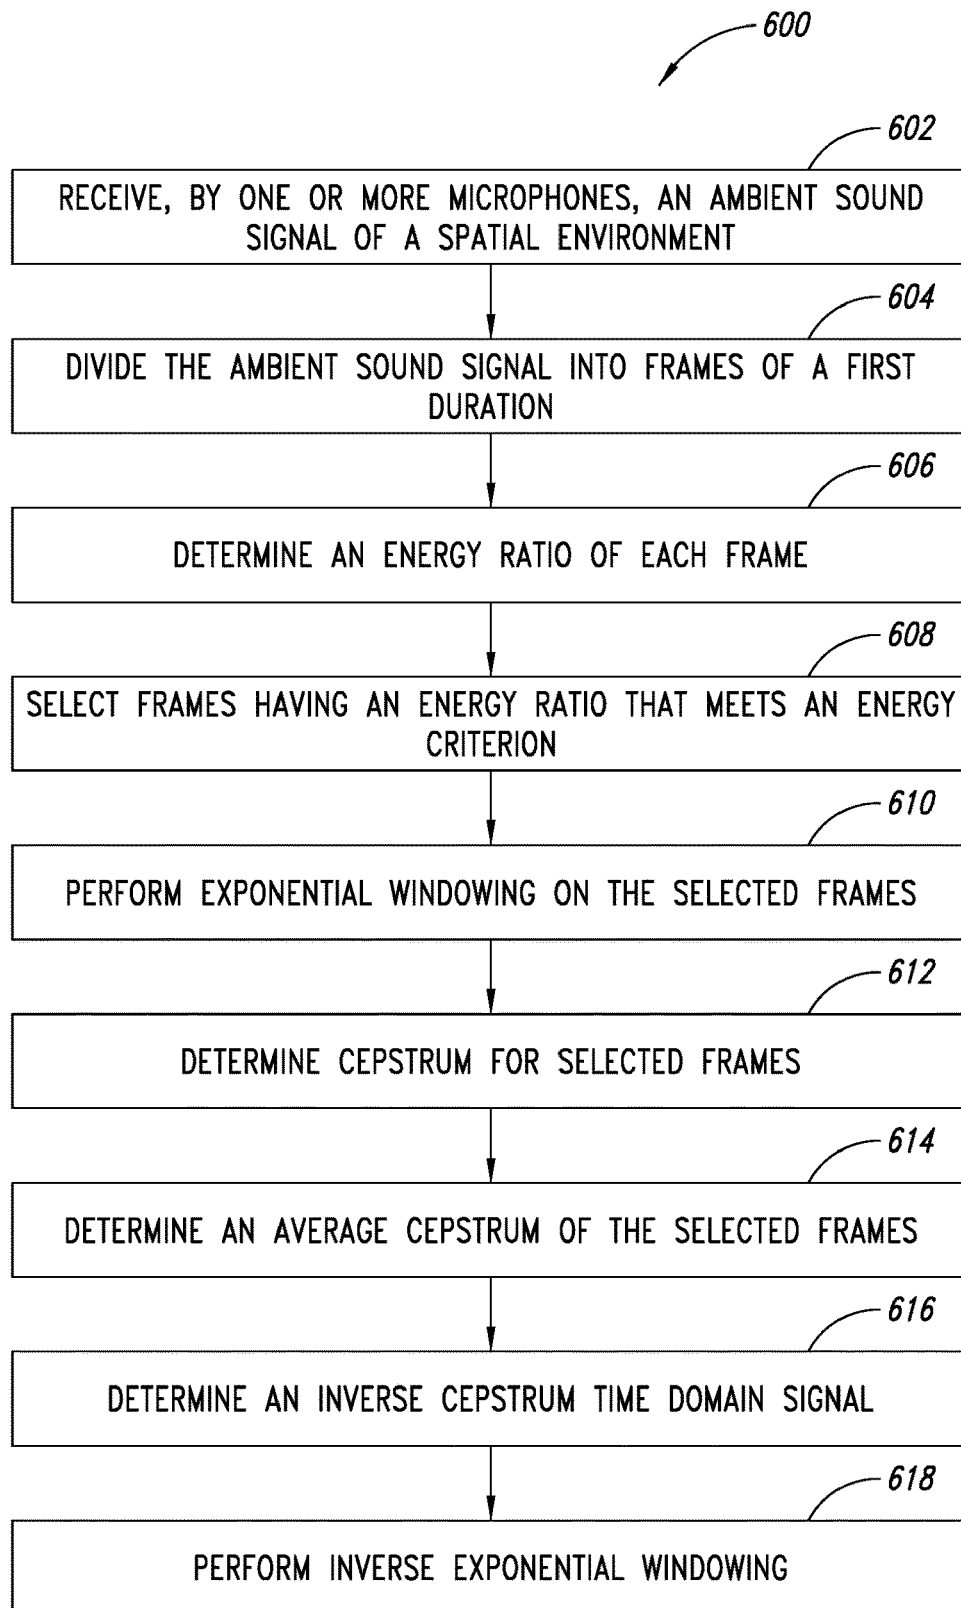 600
602
RECEIVE, BY ONE OR MORE MICROPHONES, AN AMBIENT SOUND
SIGNAL OF A SPATIAL ENVIRONMENT
604
DIVIDE THE AMBIENT SOUND SIGNAL INTO FRAMES OF A FIRST
DURATION
606
DETERMINE AN ENERGY RATIO OF EACH FRAME
608
SELECT FRAMES HAVING AN ENERGY RATIO THAT MEETS AN ENERGY
CRITERION
610
PERFORM EXPONENTIAL WINDOWING ON THE SELECTED FRAMES
612
DETERMINE CEPSTRUM FOR SELECTED FRAMES
614
DETERMINE AN AVERAGE CEPSTRUM OF THE SELECTED FRAMES
616
DETERMINE AN INVERSE CEPSTRUM TIME DOMAIN SIGNAL
618
PERFORM INVERSE EXPONENTIAL WINDOWING